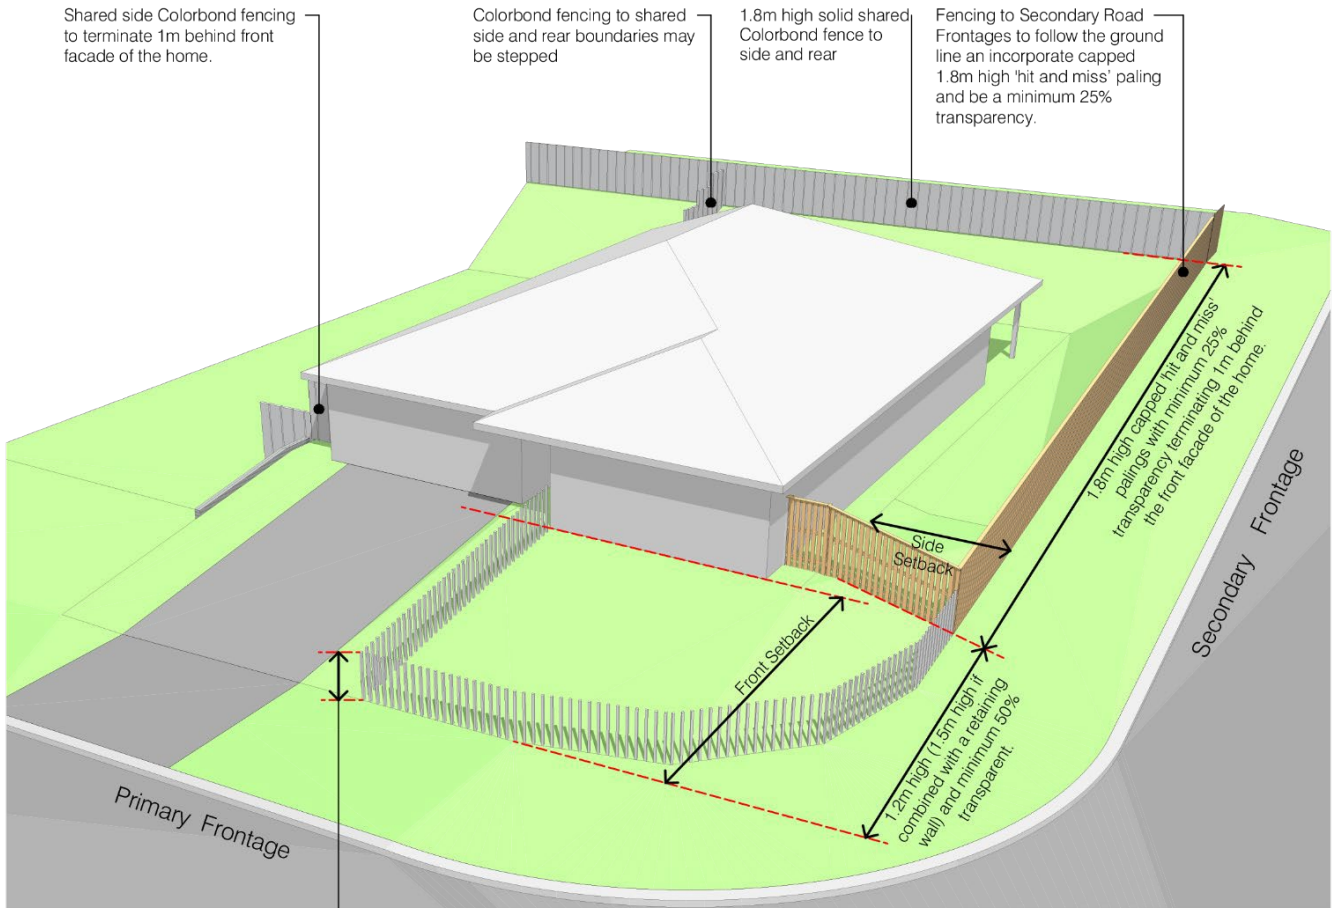 Shared side Colorbond fencing
to terminate 1m behind front
facade of the home.
Colorbond fencing to shared
side and rear boundaries may
be stepped
1.8m high solid shared
Colorbond fence to
side and rear
Fencing to Secondary Road
Frontages to follow the ground
line an incorporate capped
1.8m high 'hit and miss' paling
and be a minimum 25%
transparency.
1.8m high capped 'hit and miss'
palings with minimum 25%
transparency terminating 1m behind
the front facade of the home.
Side
Setback
Front Setback
Secondary Frontage
1.2m high (1.5m high if
combined with a retaining
wall) and minimum 50%
transparent.
Primary Frontage